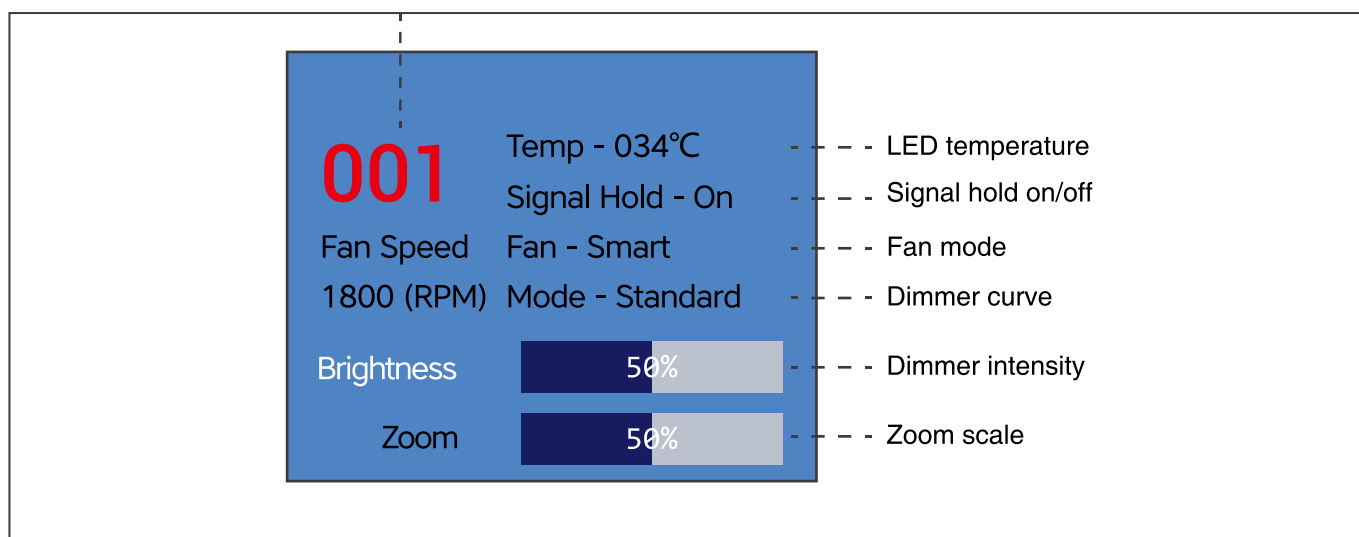 001
Temp - 034℃
LED temperature
Signal Hold - On
Signal hold on/off
Fan Speed
Fan - Smart
Fan mode
1800 (RPM)
Mode - Standard
Dimmer curve
Brightness
50%
Dimmer intensity
Zoom
50%
Zoom scale